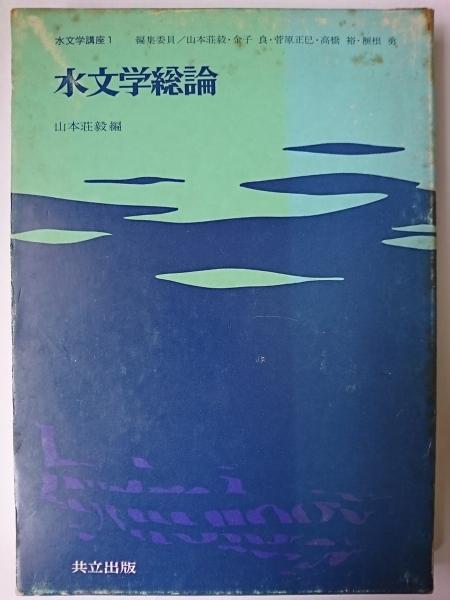 水文学講座1 編集委員/山本荘毅・金子 良・菅原正巳・高橋 裕・榧根 勇
水文学総論
山本荘毅編
共立出版